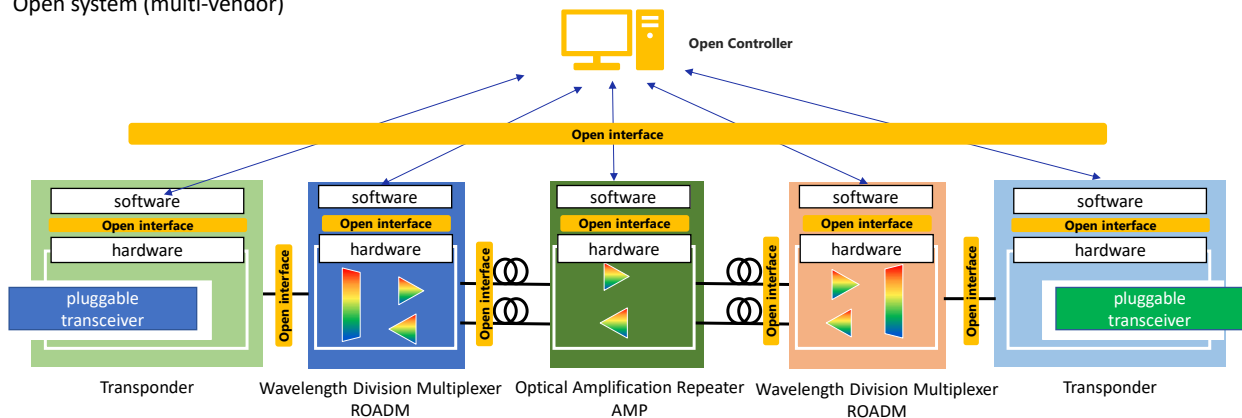 Open system (multi-vendor)
Open Controller
Open interface
software
software
software
software
software
Open interface
Open interface
Open interface
Open interface
Open interface
hardware
hardware
hardware
hardware
hardware
Open interface
Open interface
Open interface
Open interface
pluggable
transceiver
pluggable
transceiver
Transponder
Wavelength Division Multiplexer
ROADM
Optical Amplification Repeater
AMP
Wavelength Division Multiplexer
ROADM
Transponder